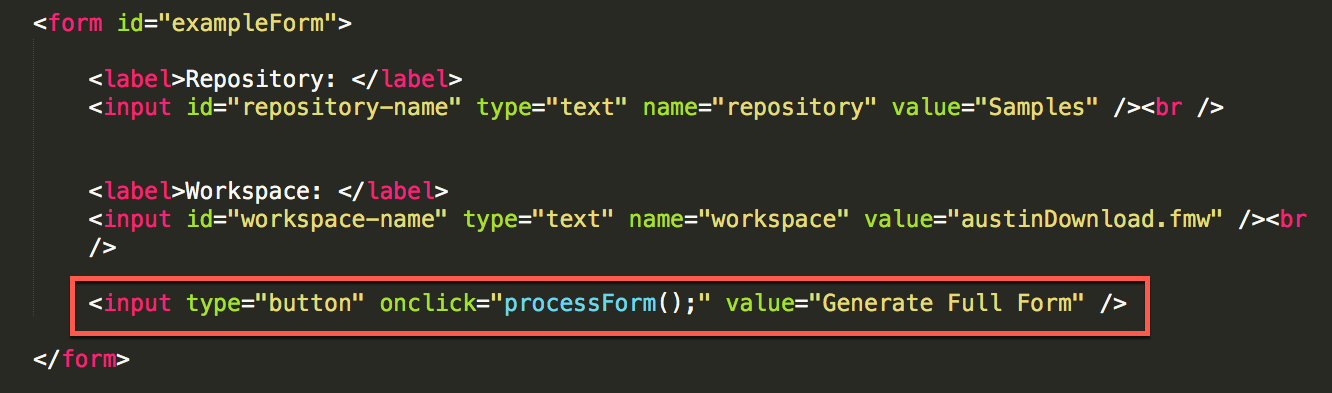 <form id="exampleForm">
<label>Repository: </label>
<input id="repository-name" type="text" name="repository" value="Samples" /><br />
<label>Workspace: </label>
<input id="workspace-name" type="text" name="workspace" value="austinDownload.fmw" /><br
/>
<input type="button" onclick="processForm();" value="Generate Full Form" />
</form>